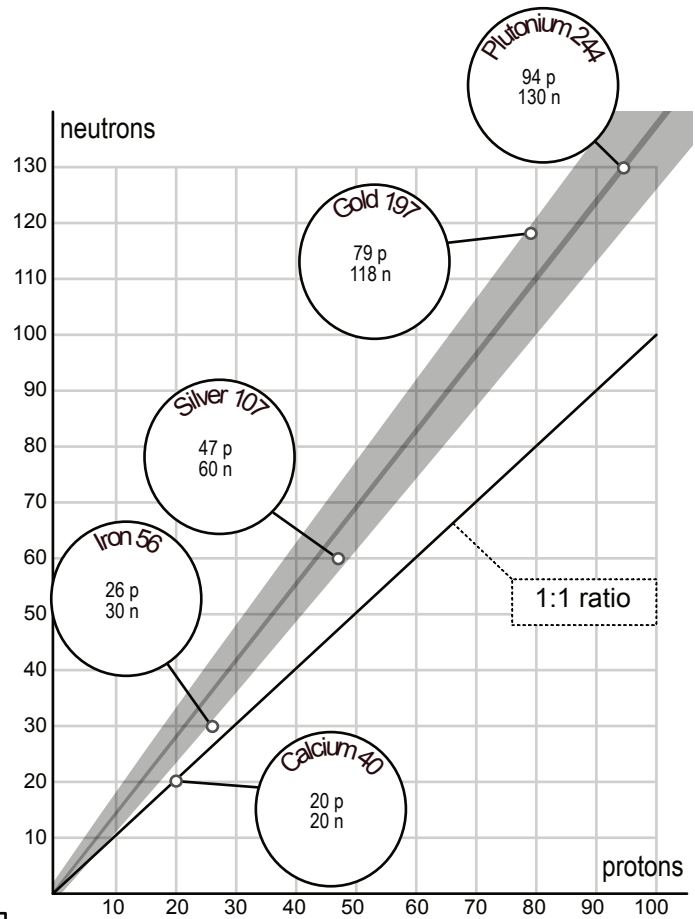 Plutonium 244
94 p
130 n
neutrons
130
120
110
100
90
80
70
60
50
40
30
20
10
Gold 197
79 p
118 n
Silver 107
47 p
60 n
Iron 56
26 p
30 n
1:1 ratio
Calcium 40
20 p
20 n
protons
10 20 30 40 50 60 70 80 90 100